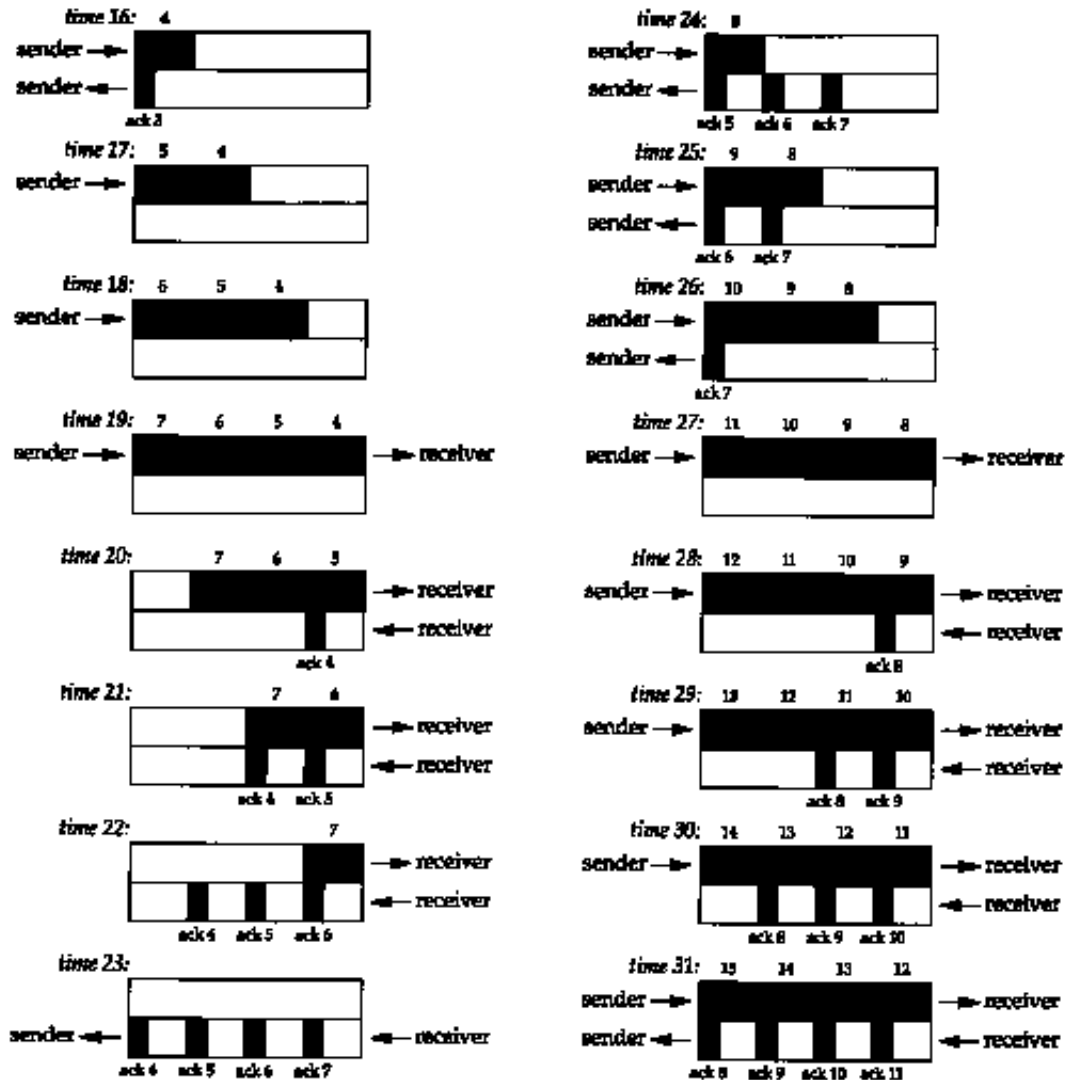 time 16: 4
sender
sender
ack 3
time 17: 5 4
sender
time 18: 6 5 4
sender
time 19: 7 6 5 4
sender receiver
time 20: 7 6 5
receiver
receiver
ack 4
time 21: 7 6
receiver
receiver
ack 4 ack 5
time 22: 7
receiver
receiver
ack 4 ack 5 ack 6
time 23:
sender receiver
ack 4 ack 5 ack 6 ack 7
time 24: 8
sender
sender
ack 5 ack 6 ack 7
time 25: 9 8
sender
sender
ack 6 ack 7
time 26: 10 9 8
sender
sender
ack 7
time 27: 11 10 9 8
sender receiver
time 28: 12 11 10 9
sender receiver
receiver
ack 8
time 29: 13 12 11 10
sender receiver
receiver
ack 8 ack 9
time 30: 14 13 12 11
sender receiver
receiver
ack 8 ack 9 ack 10
time 31: 15 14 13 12
sender receiver
sender receiver
ack 8 ack 9 ack 10 ack 11